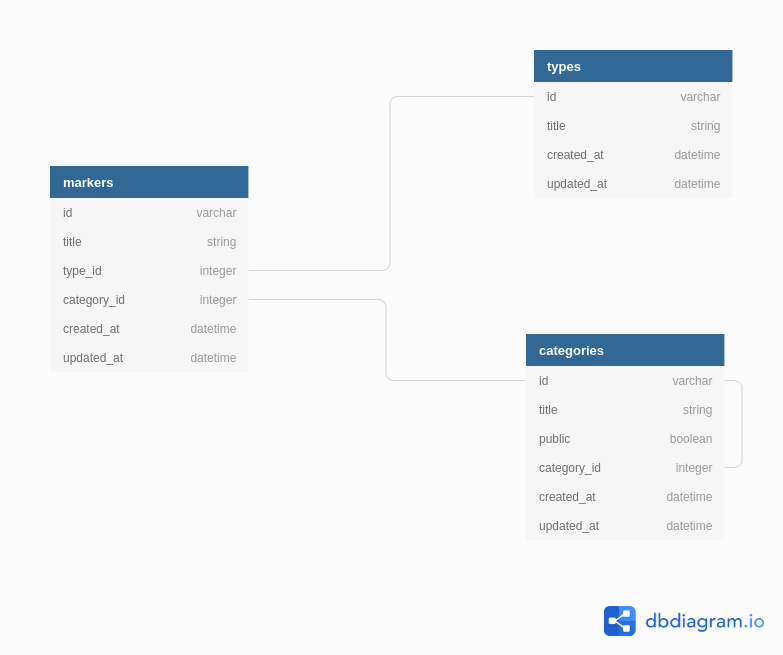 types
id varchar
title string
created_at datetime
updated_at datetime
markers
id varchar
title string
type_id integer
category_id integer
created_at datetime
updated_at datetime
categories
id varchar
title string
public boolean
category_id integer
created_at datetime
updated_at datetime
dbdiagram.io